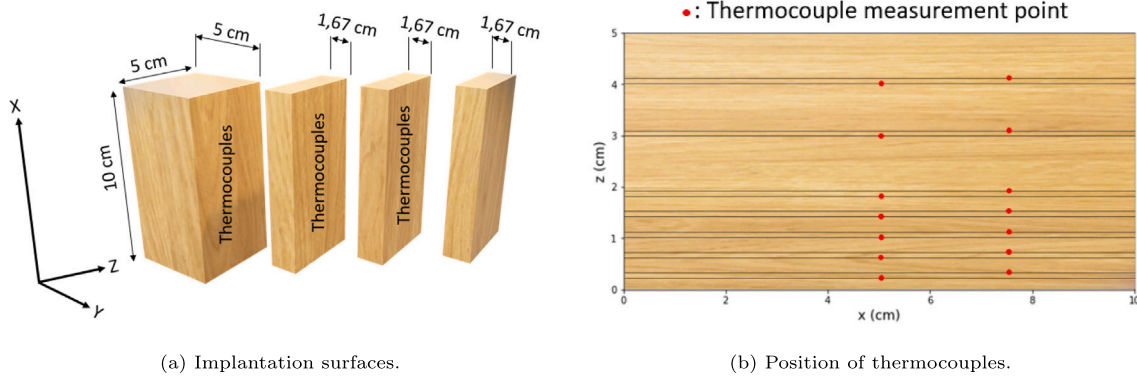 5 cm
5 cm
1,67 cm
1,67 cm
1,67 cm
X
10 cm
Thermocouples
Thermocouples
Thermocouples
Z
Y
(a) Implantation surfaces.
: Thermocouple measurement point
5
4
3
2
1
0
z (cm)
0
2
4
6
8
10
x (cm)
(b) Position of thermocouples.